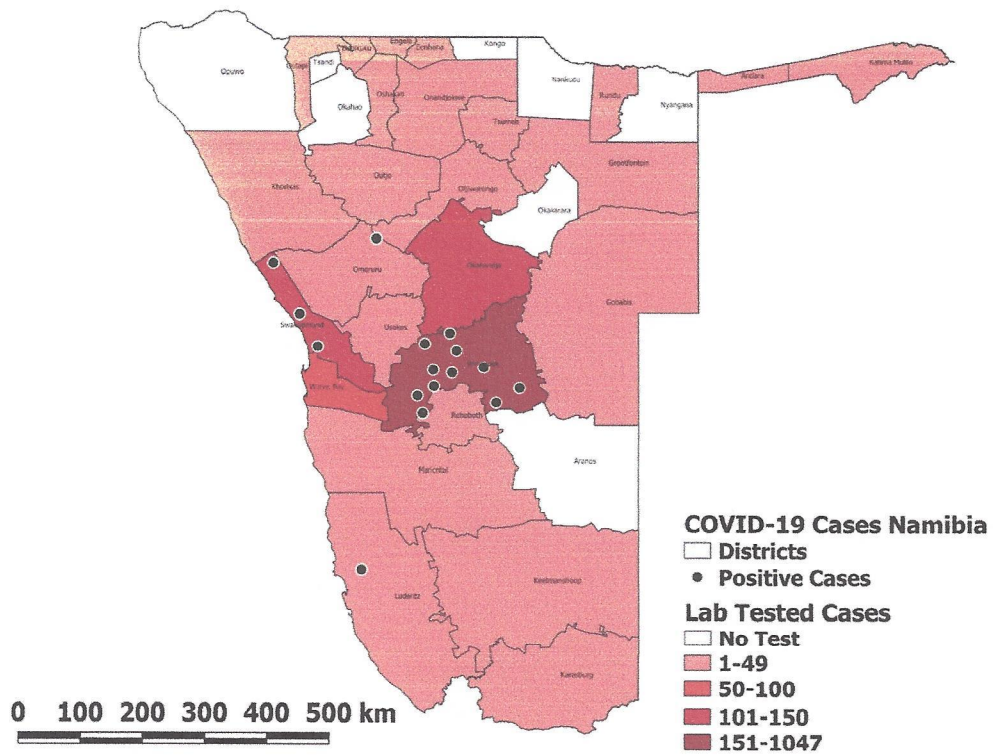 Opuwo
Tsandi
Okahao
Engela
Kongo
Nankudu
Rundu
Nyangana
Andara
Katima Mulilo
Oshakati
Onandjokwe
Tsumeb
Grootfontein
Khorixas
Outjo
Otjiwarongo
Okakarara
Omaruru
Okahandja
Gobabis
Swakopmund
Usakos
Walvis Bay
Rehoboth
Aranos
Mariental
Luderitz
Keetmanshoop
Karasburg
COVID-19 Cases Namibia
Districts
Positive Cases
Lab Tested Cases
No Test
1-49
50-100
101-150
151-1047
0 100 200 300 400 500 km